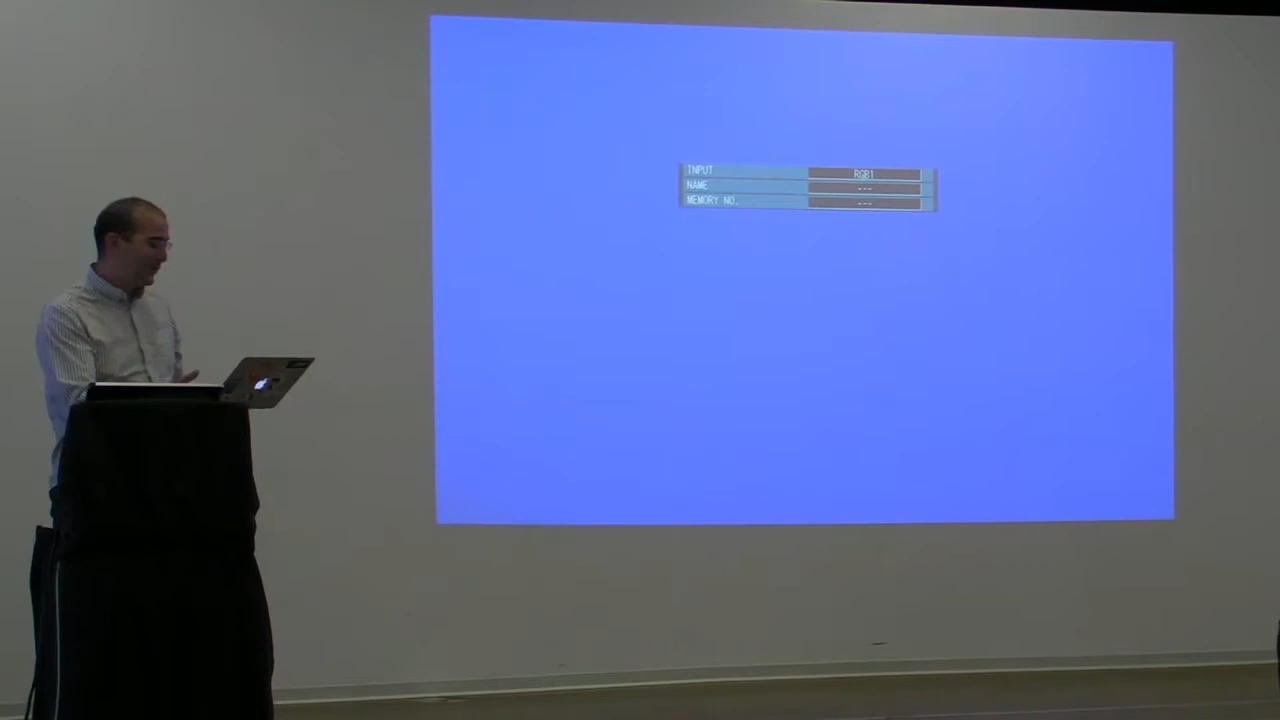 INPUT RGB1
NAME ---
MEMORY NO. ---